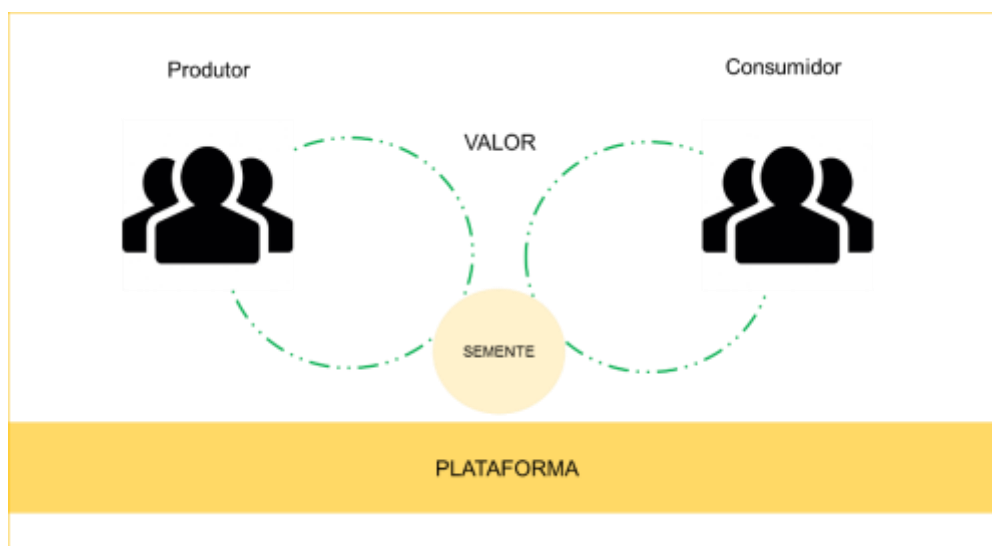 Produtor
Consumidor
VALOR
SEMENTE
PLATAFORMA